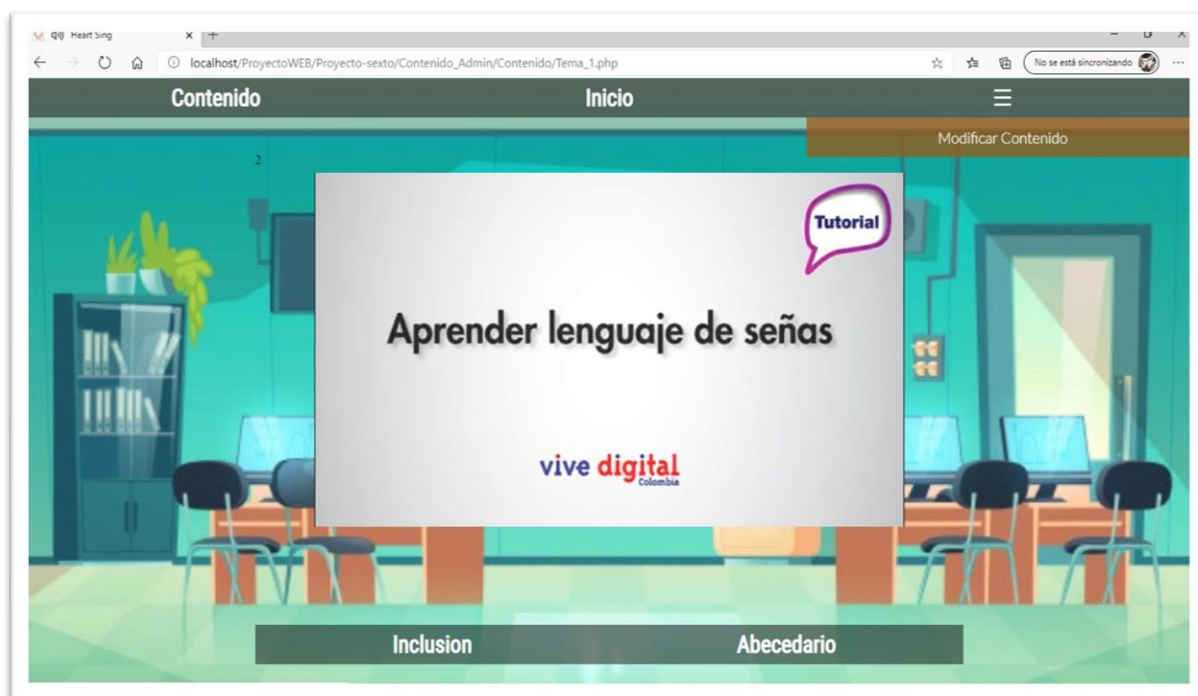 Heart Sing
localhost/ProyectoWEB/Proyecto-sexto/Contenido_Admin/Contenido/Tema_1.php
No se está sincronizando
Contenido Inicio
Modificar Contenido
2
Tutorial
Aprender lenguaje de señas
vive digital
Colombia
Inclusion Abecedario